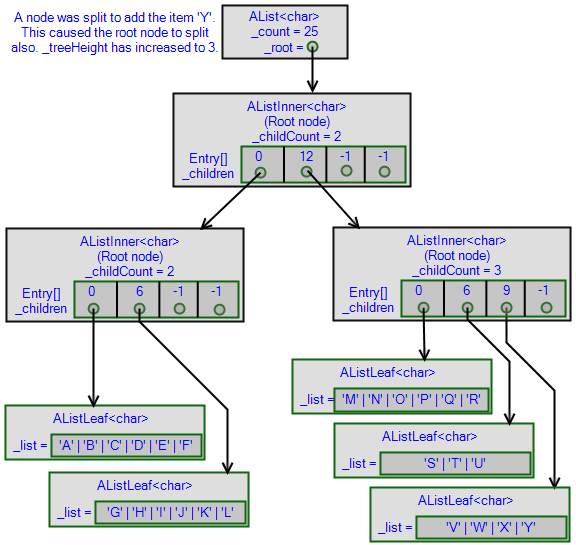 A node was split to add the item 'Y'.
This caused the root node to split
also. _treeHeight has increased to 3.
AList<char>
_count = 25
_root =
AListInner<char>
(Root node)
_childCount = 2
Entry[]
_children
0 12 -1 -1
AListInner<char>
(Root node)
_childCount = 2
Entry[]
_children
0 6 -1 -1
AListInner<char>
(Root node)
_childCount = 3
Entry[]
_children
0 6 9 -1
AListLeaf<char>
_list = 'M' | 'N' | 'O' | 'P' | 'Q' | 'R'
AListLeaf<char>
_list = 'A' | 'B' | 'C' | 'D' | 'E' | 'F'
AListLeaf<char>
_list = 'S' | 'T' | 'U'
AListLeaf<char>
_list = 'G' | 'H' | 'I' | 'J' | 'K' | 'L'
AListLeaf<char>
_list = 'V' | 'W' | 'X' | 'Y'